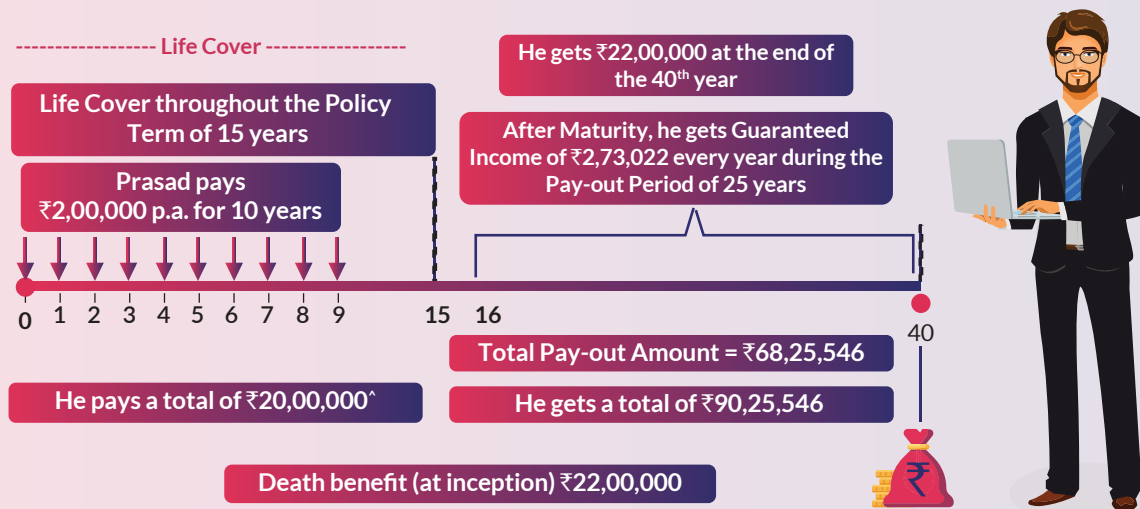 Life Cover
Life Cover throughout the Policy
Term of 15 years
Prasad pays
₹2,00,000 p.a. for 10 years
He gets ₹22,00,000 at the end of
the 40th year
After Maturity, he gets Guaranteed
Income of ₹2,73,022 every year during the
Pay-out Period of 25 years
0 1 2 3 4 5 6 7 8 9 15 16 40
Total Pay-out Amount = ₹68,25,546
He pays a total of ₹20,00,000^
He gets a total of ₹90,25,546
Death benefit (at inception) ₹22,00,000
₹